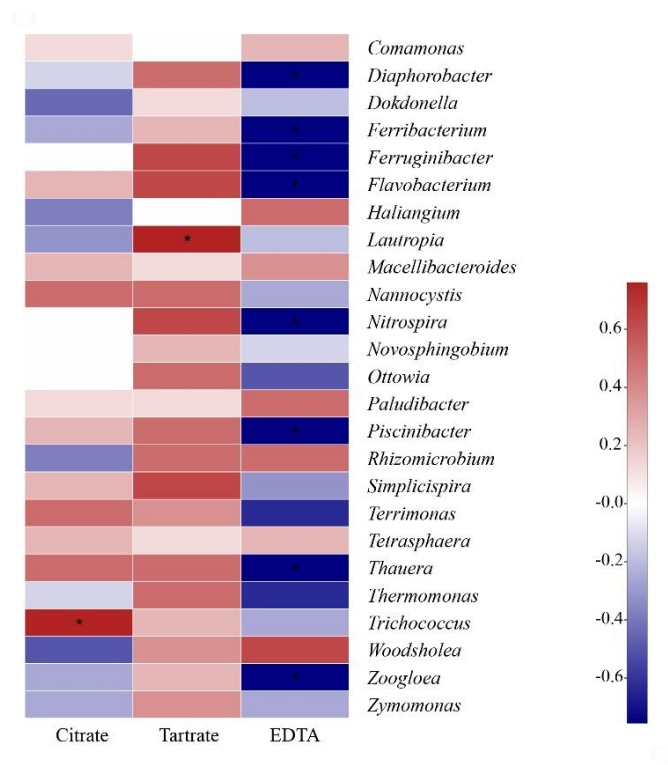 Comamonas
* Diaphorobacter
Dokdonella
* Ferribacterium
* Ferruginibacter
* Flavobacterium
Haliangium
* Lautropia
Macellibacteroides
Nannocystis
* Nitrospira
Novosphingobium
Ottowia
Paludibacter
* Piscinibacter
Rhizomicrobium
Simplicispira
Terrimonas
Tetrasphaera
* Thauera
Thermomonas
* Trichococcus
Woodsholea
* Zoogloea
Zymomonas
Citrate Tartrate EDTA
0.6
0.4
0.2
-0.0
-0.2
-0.4
-0.6